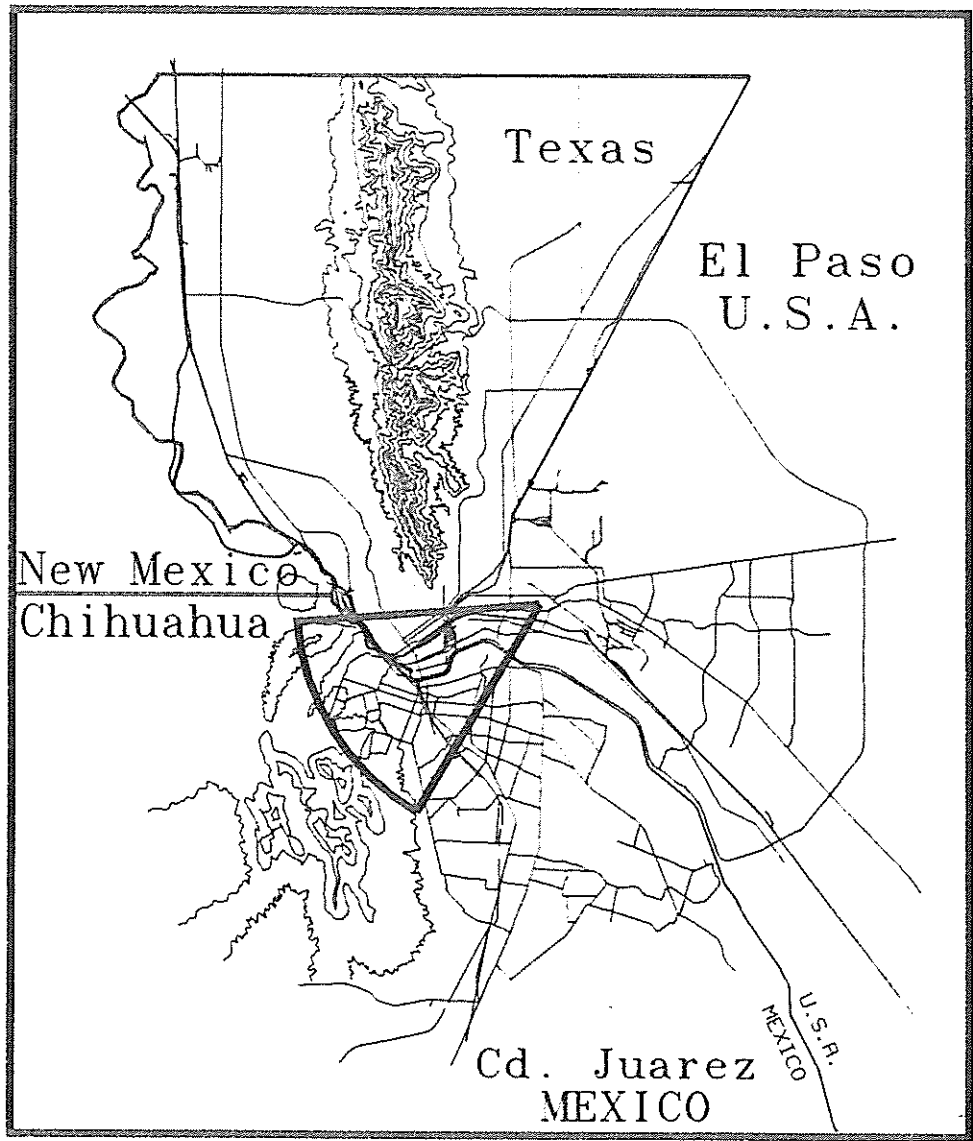 Texas
El Paso
U.S.A.
New Mexico
Chihuahua
U.S.A.
MEXICO
Cd. Juarez
MEXICO